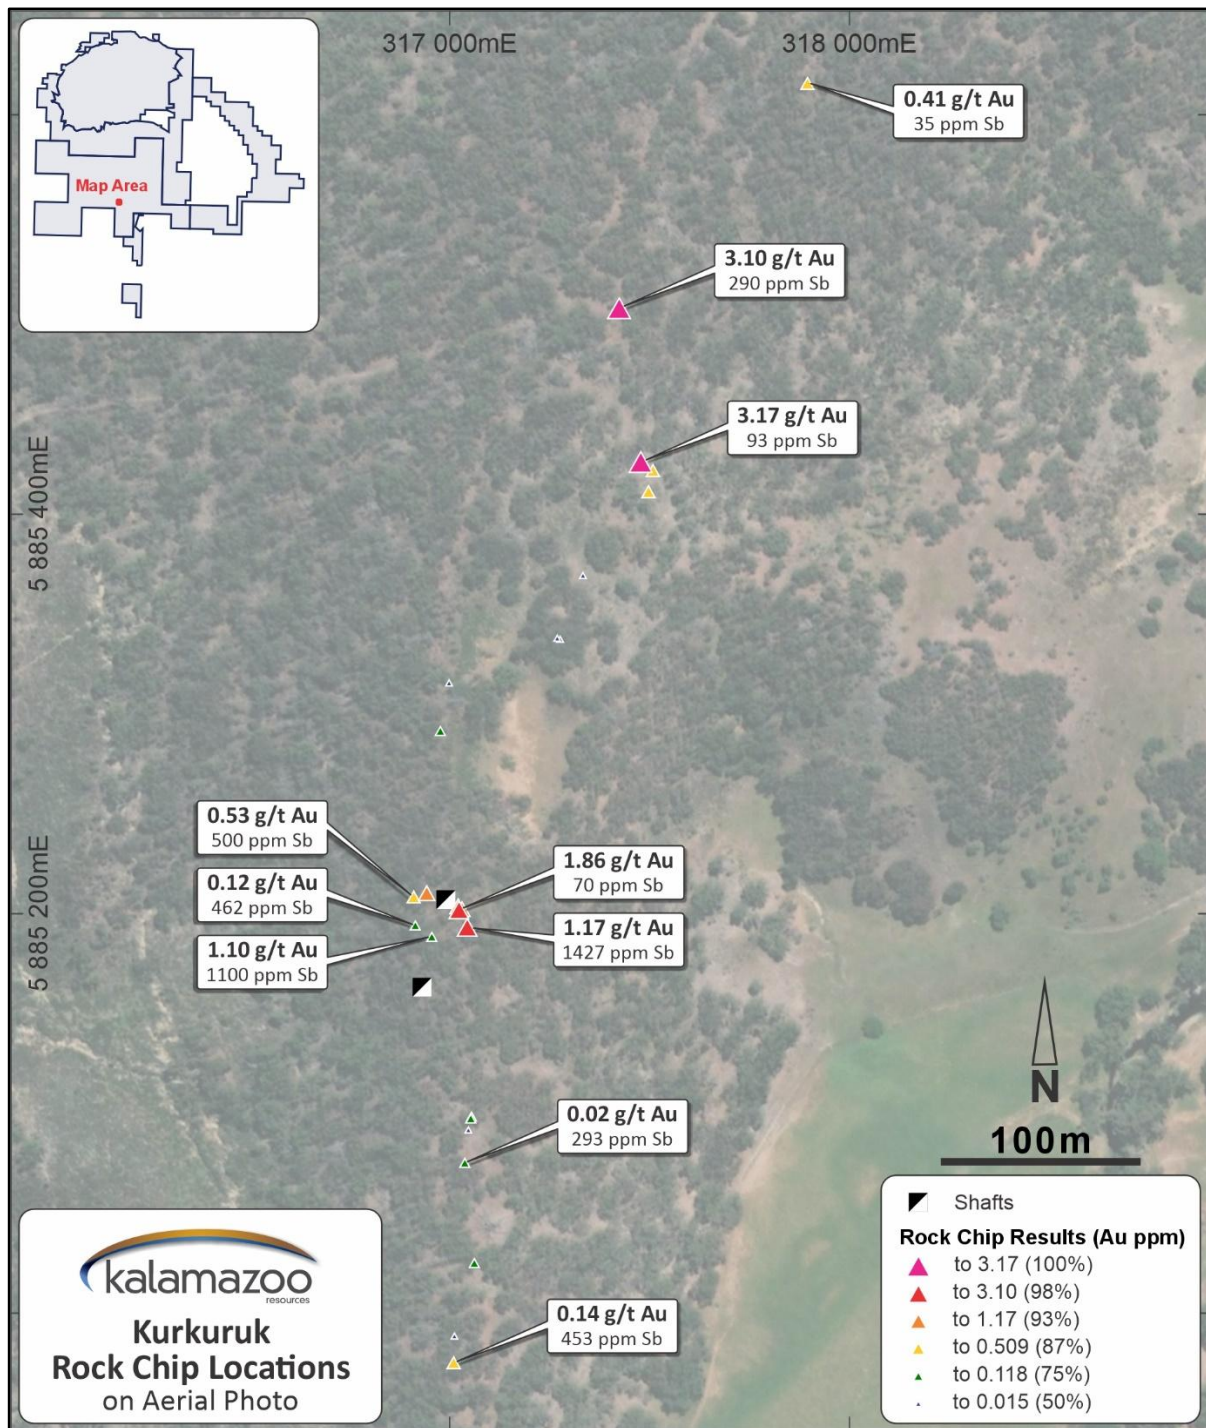 317 000mE
318 000mE
Map Area
0.41 g/t Au
35 ppm Sb
3.10 g/t Au
290 ppm Sb
3.17 g/t Au
93 ppm Sb
5 885 400mE
0.53 g/t Au
500 ppm Sb
0.12 g/t Au
462 ppm Sb
1.10 g/t Au
1100 ppm Sb
1.86 g/t Au
70 ppm Sb
1.17 g/t Au
1427 ppm Sb
5 885 200mE
0.02 g/t Au
293 ppm Sb
0.14 g/t Au
453 ppm Sb
N
100m
Shafts
Rock Chip Results (Au ppm)
to 3.17 (100%)
to 3.10 (98%)
to 1.17 (93%)
to 0.509 (87%)
to 0.118 (75%)
to 0.015 (50%)
kalamazoo
resources
Kurkuruk
Rock Chip Locations
on Aerial Photo